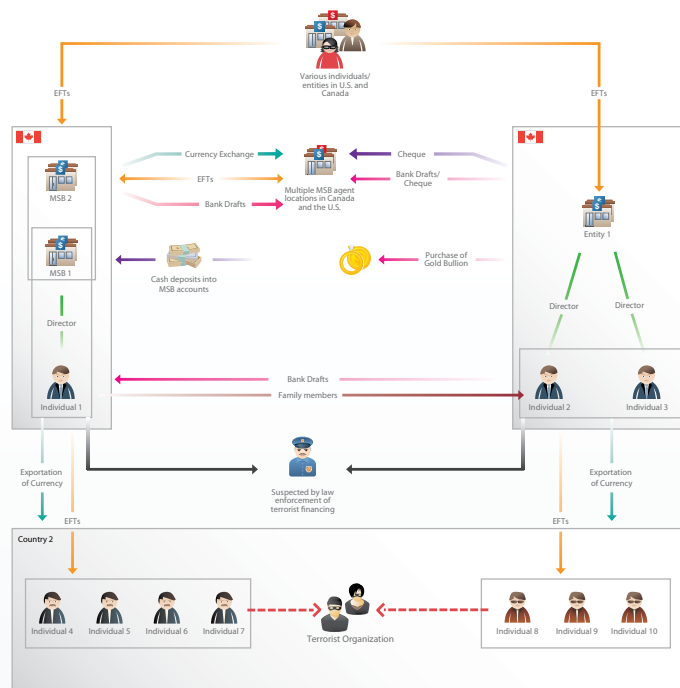 Various individuals/
entities in U.S. and
Canada
EFTs
EFTs
MSB 2
Currency Exchange
EFTs
Bank Drafts
Multiple MSB agent
locations in Canada
and the U.S.
Cheque
Bank Drafts/
Cheque
Entity 1
MSB 1
Cash deposits into
MSB accounts
Purchase of
Gold Bullion
Director
Director
Director
Individual 1
Bank Drafts
Family members
Individual 2
Individual 3
Exportation
of Currency
EFTs
Suspected by law
enforcement of
terrorist financing
EFTs
Exportation
of Currency
Country 2
Individual 4
Individual 5
Individual 6
Individual 7
Terrorist Organization
Individual 8
Individual 9
Individual 10